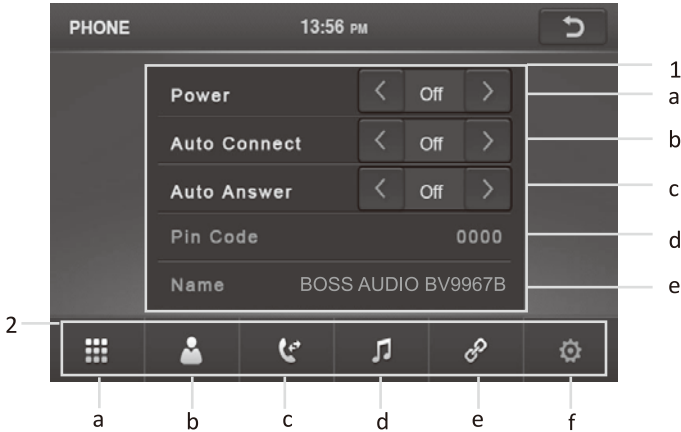 PHONE 13:56 PM
1
Power Off a
Auto Connect Off b
Auto Answer Off c
Pin Code 0000 d
Name BOSS AUDIO BV9967B e
2
a b c d e f